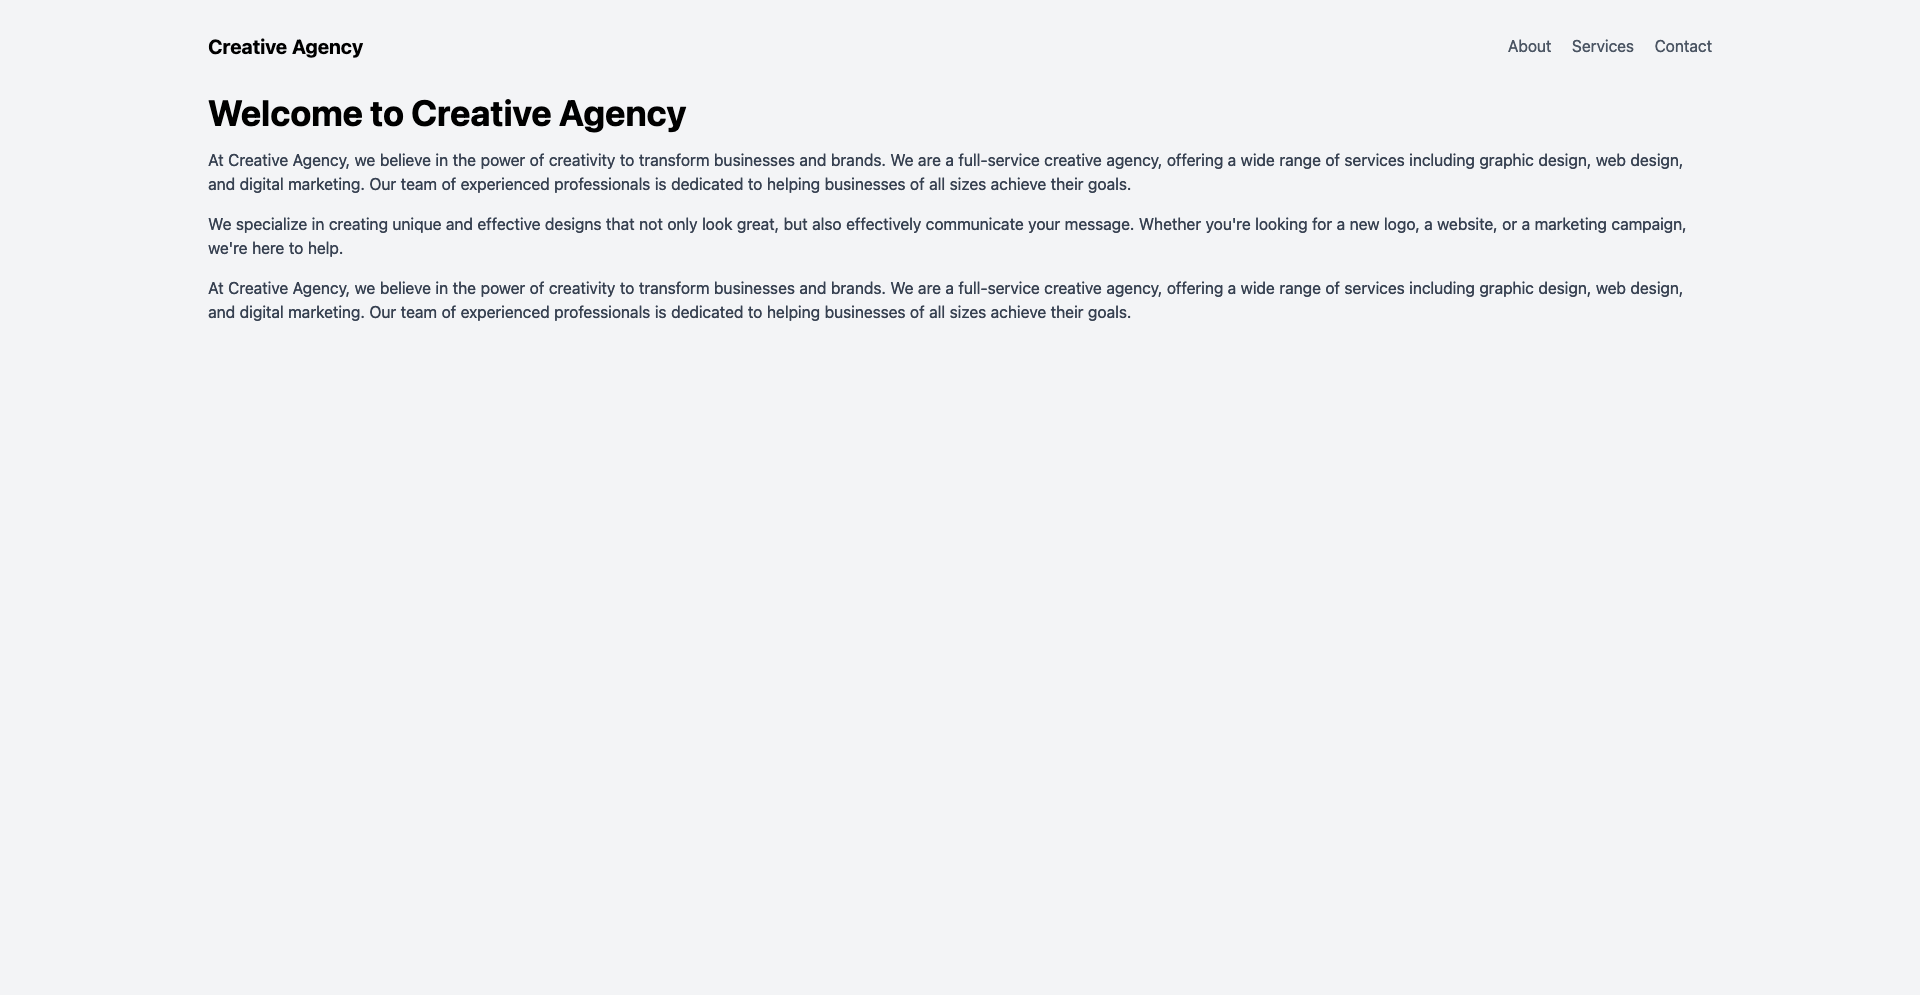 Creative Agency
About Services Contact
Welcome to Creative Agency
At Creative Agency, we believe in the power of creativity to transform businesses and brands. We are a full-service creative agency, offering a wide range of services including graphic design, web design,
and digital marketing. Our team of experienced professionals is dedicated to helping businesses of all sizes achieve their goals.
We specialize in creating unique and effective designs that not only look great, but also effectively communicate your message. Whether you're looking for a new logo, a website, or a marketing campaign,
we're here to help.
At Creative Agency, we believe in the power of creativity to transform businesses and brands. We are a full-service creative agency, offering a wide range of services including graphic design, web design,
and digital marketing. Our team of experienced professionals is dedicated to helping businesses of all sizes achieve their goals.